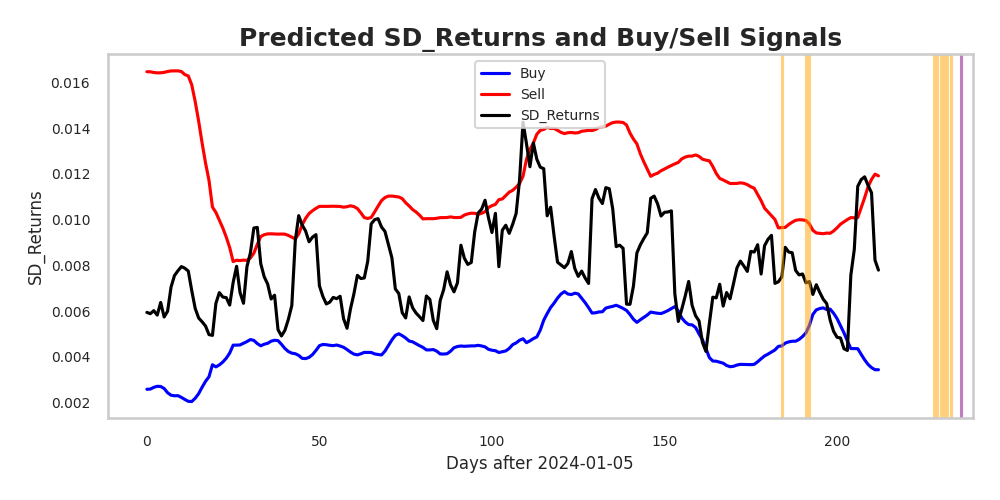 Predicted SD_Returns and Buy/Sell Signals
Buy
Sell
SD_Returns
SD_Returns
0.016
0.014
0.012
0.010
0.008
0.006
0.004
0.002
0 50 100 150 200
Days after 2024-01-05